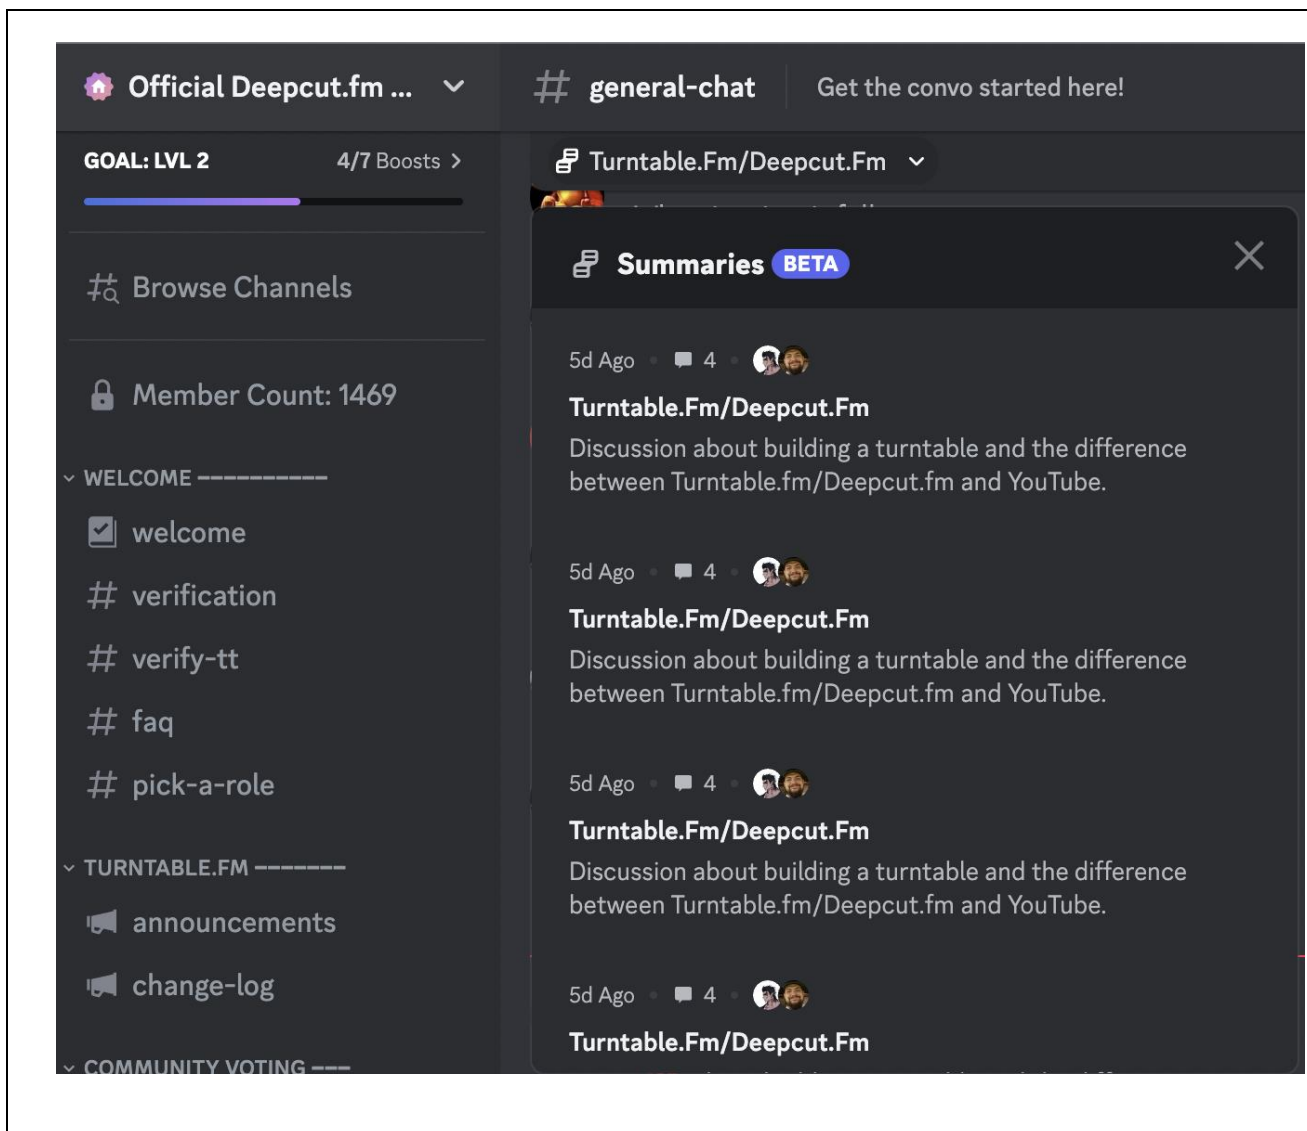 Official Deepcut.fm ...
GOAL: LVL 2 4/7 Boosts
Browse Channels
Member Count: 1469
WELCOME ––––––––––
welcome
verification
verify-tt
faq
pick-a-role
TURNTABLE.FM –––––––
announcements
change-log
COMMUNITY VOTING –––
general-chat Get the convo started here!
Turntable.Fm/Deepcut.Fm
Summaries BETA
5d Ago • 4 •
Turntable.Fm/Deepcut.Fm
Discussion about building a turntable and the difference
between Turntable.fm/Deepcut.fm and YouTube.
5d Ago • 4 •
Turntable.Fm/Deepcut.Fm
Discussion about building a turntable and the difference
between Turntable.fm/Deepcut.fm and YouTube.
5d Ago • 4 •
Turntable.Fm/Deepcut.Fm
Discussion about building a turntable and the difference
between Turntable.fm/Deepcut.fm and YouTube.
5d Ago • 4 •
Turntable.Fm/Deepcut.Fm